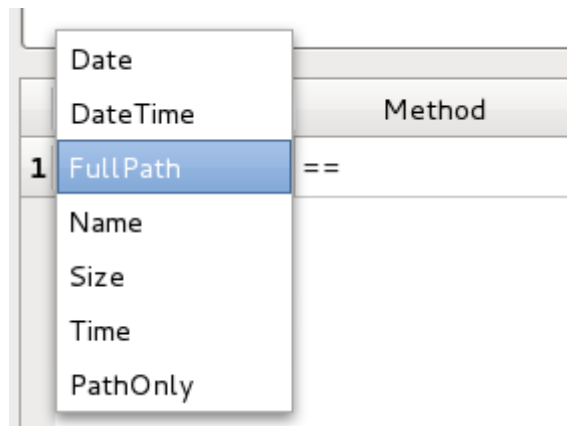 Date
DateTime
Method
1
FullPath
==
Name
Size
Time
PathOnly